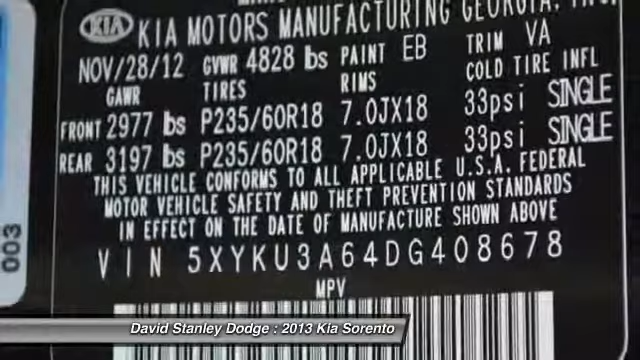 KIA KIA MOTORS MANUFACTURING GEORGIA, INC.
NOV/28/12 GVWR 4828 lbs PAINT EB TRIM VA
GAWR TIRES RIMS COLD TIRE INFL
FRONT 2977 lbs P235/60R18 7.0JX18 33psi SINGLE
REAR 3197 lbs P235/60R18 7.0JX18 33psi SINGLE
THIS VEHICLE CONFORMS TO ALL APPLICABLE U.S.A. FEDERAL
MOTOR VEHICLE SAFETY AND THEFT PREVENTION STANDARDS
IN EFFECT ON THE DATE OF MANUFACTURE SHOWN ABOVE
VIN 5XYKU3A64DG408678
MPV
003
David Stanley Dodge : 2013 Kia Sorento